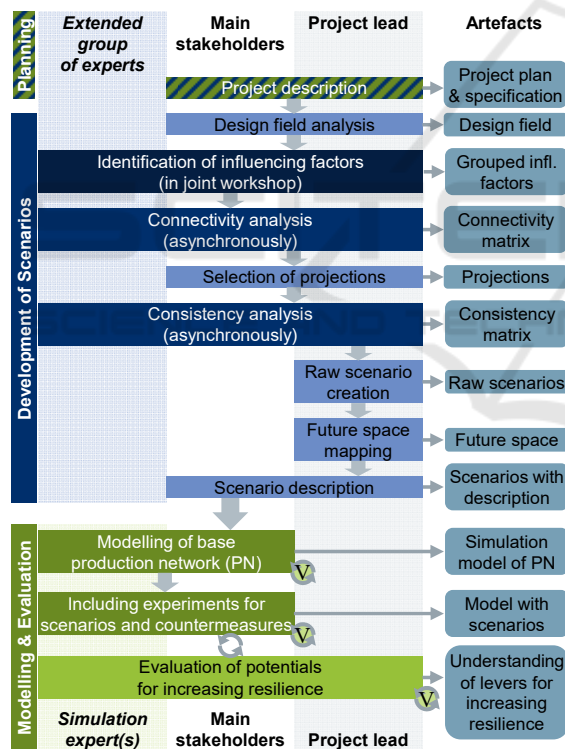 Extended
group
of experts
Main
stakeholders
Project lead
Artefacts
Planning
Project description
Project plan
& specification
Development of Scenarios
Design field analysis
Design field
Identification of influencing factors
(in joint workshop)
Grouped infl.
factors
Connectivity analysis
(asynchronously)
Connectivity
matrix
Selection of projections
Projections
Consistency analysis
(asynchronously)
Consistency
matrix
Raw scenario
creation
Raw scenarios
Future space
mapping
Future space
Scenario description
Scenarios with
description
Modelling & Evaluation
Modelling of base
production network (PN)
V
Simulation
model of PN
Including experiments for
scenarios and countermeasures
V
Model with
scenarios
Evaluation of potentials
for increasing resilience
V
Understanding
of levers for
increasing
resilience
Simulation
expert(s)
Main
stakeholders
Project lead